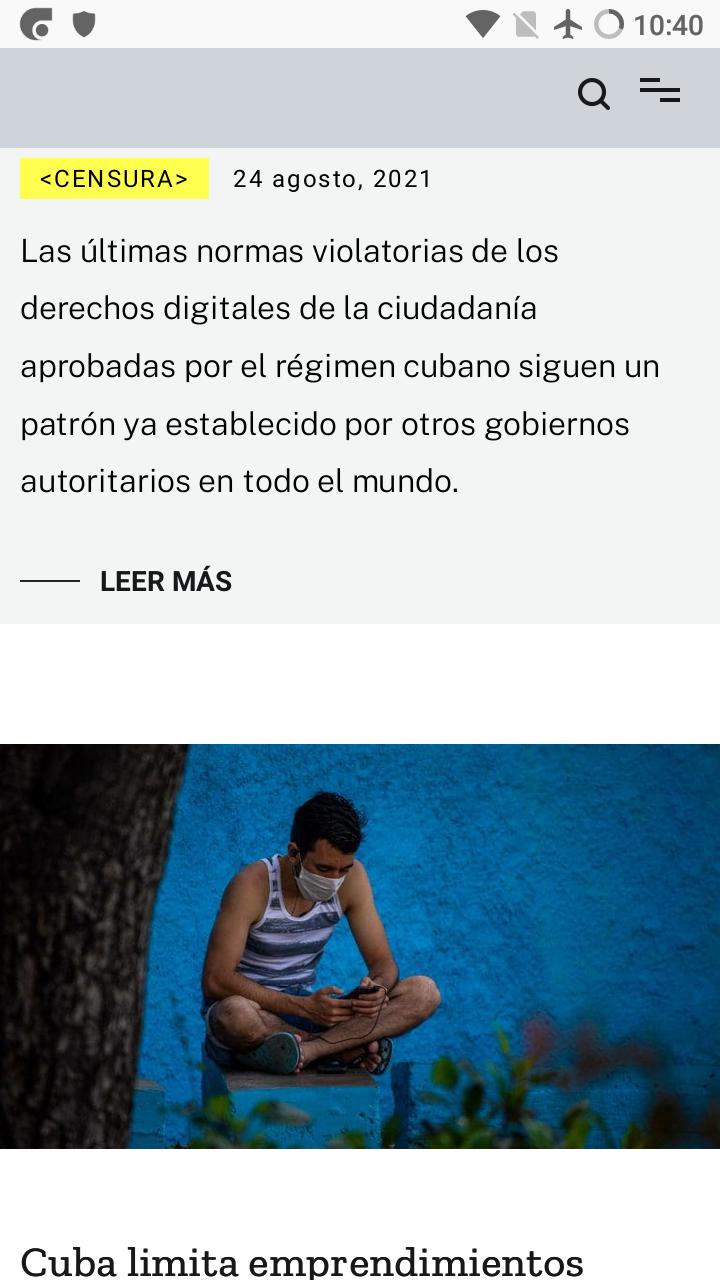 10:40
<CENSURA> 24 agosto, 2021
Las últimas normas violatorias de los
derechos digitales de la ciudadanía
aprobadas por el régimen cubano siguen un
patrón ya establecido por otros gobiernos
autoritarios en todo el mundo.
LEER MÁS
Cuba limita emprendimientos